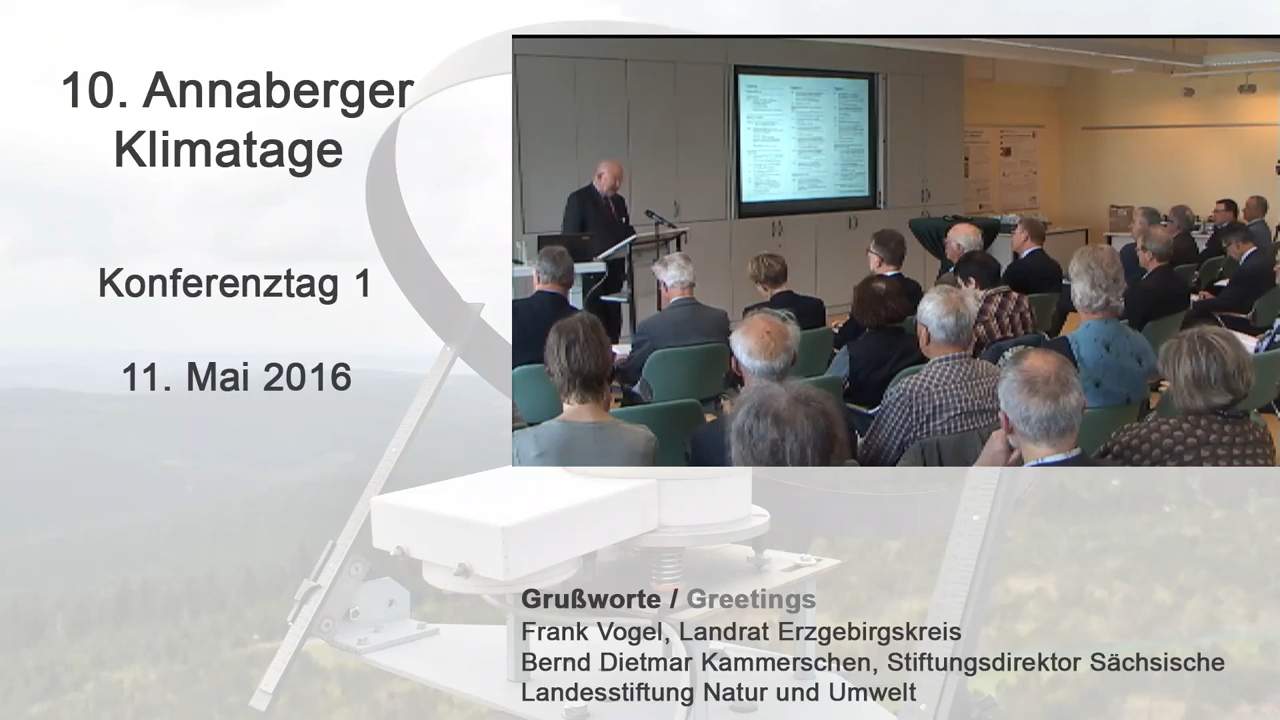 10. Annaberger
Klimatage
Konferenztag 1
11. Mai 2016
Grußworte / Greetings
Frank Vogel, Landrat Erzgebirgskreis
Bernd Dietmar Kammerschen, Stiftungsdirektor Sächsische
Landesstiftung Natur und Umwelt